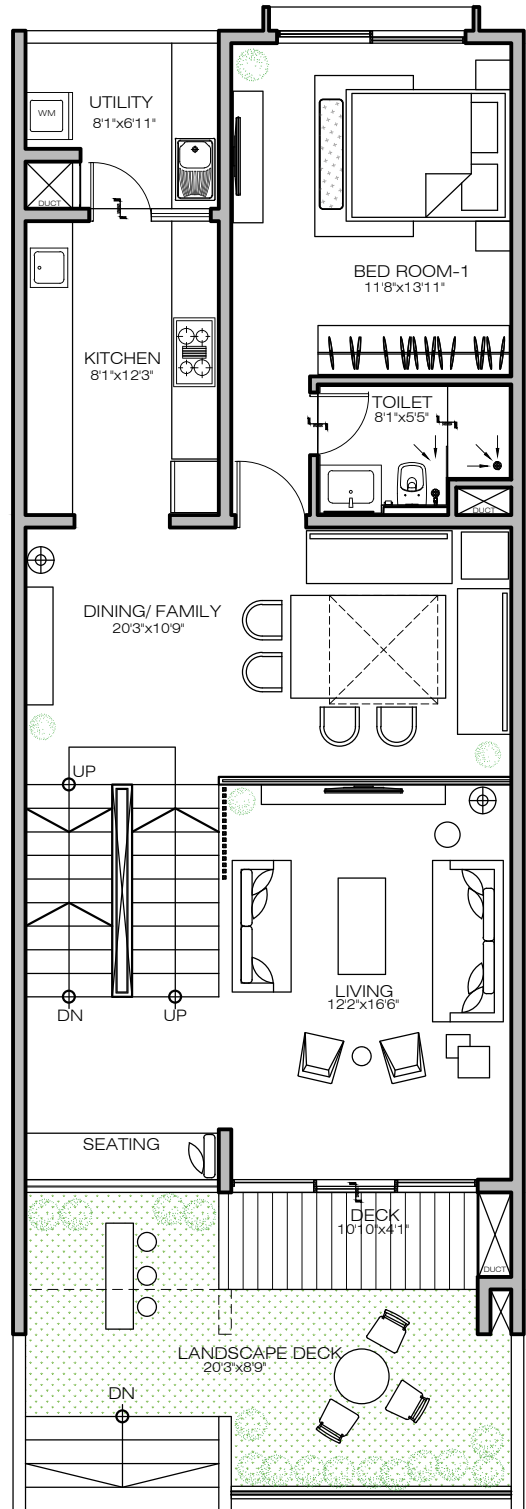 UTILITY
8'1"x6'11"
WM
DUCT
BED ROOM-1
11'8"x13'11"
KITCHEN
8'1"x12'3"
TOILET
8'1"x5'5"
DUCT
DINING/ FAMILY
20'3"x10'9"
UP
LIVING
12'2"x16'6"
DN
UP
SEATING
DECK
10'10"x4'1"
DUCT
LANDSCAPE DECK
20'3"x8'9"
DN